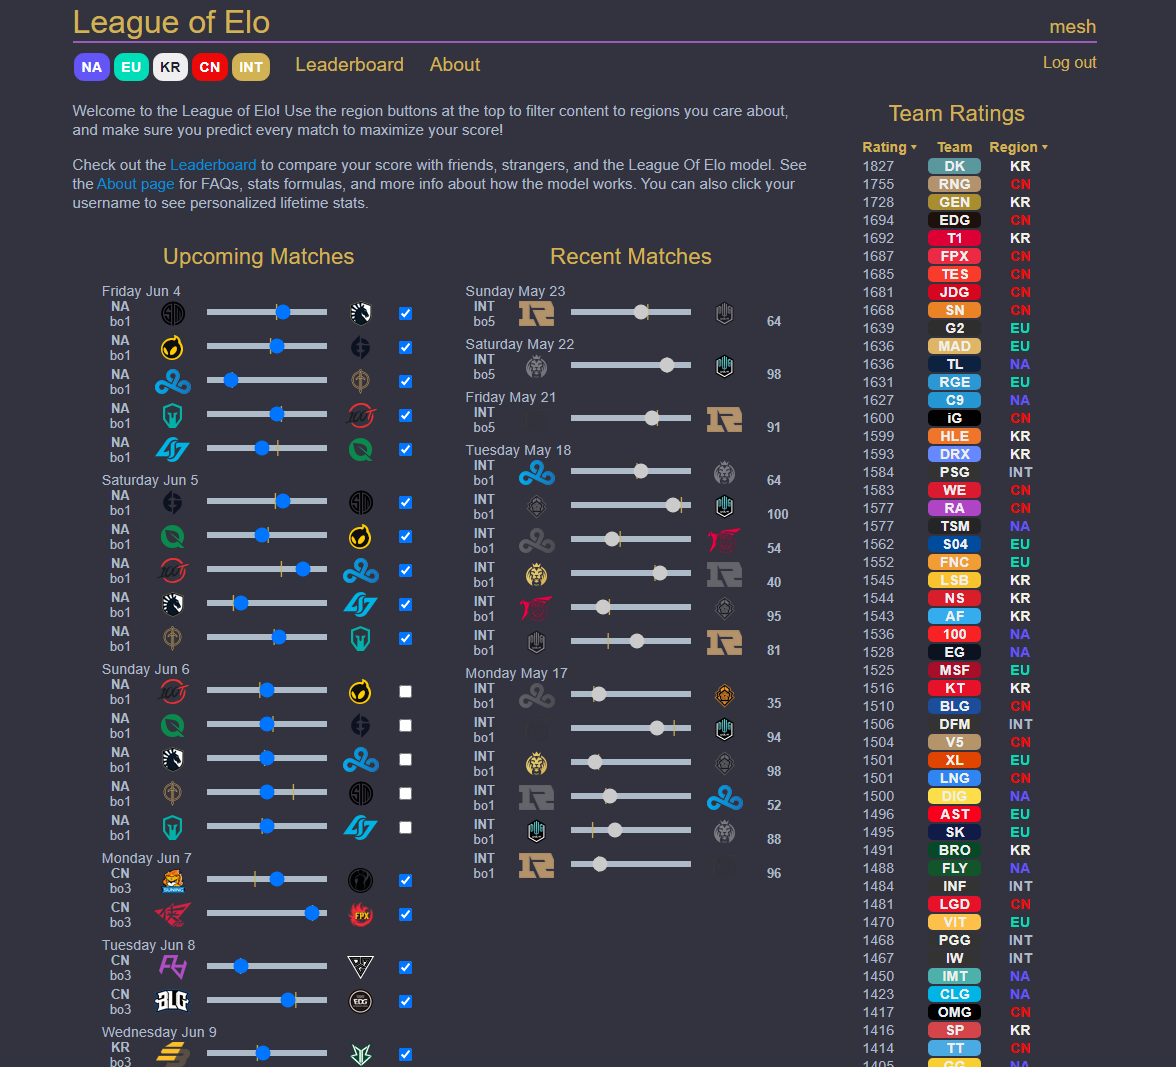 League of Elo
mesh
NA EU KR CN INT Leaderboard About
Log out
Welcome to the League of Elo! Use the region buttons at the top to filter content to regions you care about,
and make sure you predict every match to maximize your score!
Check out the Leaderboard to compare your score with friends, strangers, and the League Of Elo model. See
the About page for FAQs, stats formulas, and more info about how the model works. You can also click your
username to see personalized lifetime stats.
Upcoming Matches
Friday Jun 4
NA
bo1
NA
bo1
NA
bo1
NA
bo1
NA
bo1
Saturday Jun 5
NA
bo1
NA
bo1
NA
bo1
NA
bo1
NA
bo1
Sunday Jun 6
NA
bo1
NA
bo1
NA
bo1
NA
bo1
NA
bo1
Monday Jun 7
CN
bo3
CN
bo3
FPX
Tuesday Jun 8
CN
bo3
CN
bo3
BLG
EDG
Wednesday Jun 9
KR
bo3
Recent Matches
Sunday May 23
INT
bo5
64
Saturday May 22
INT
bo5
98
Friday May 21
INT
bo5
91
Tuesday May 18
INT
bo1
64
INT
bo1
100
INT
bo1
54
INT
bo1
40
INT
bo1
95
INT
bo1
81
Monday May 17
INT
bo1
35
INT
bo1
94
INT
bo1
98
INT
bo1
52
INT
bo1
88
INT
bo1
96
Team Ratings
Rating Team Region
1827 DK KR
1755 RNG CN
1728 GEN KR
1694 EDG CN
1692 T1 KR
1687 FPX CN
1685 TES CN
1681 JDG CN
1668 SN CN
1639 G2 EU
1636 MAD EU
1636 TL NA
1631 RGE EU
1627 C9 NA
1600 iG CN
1599 HLE KR
1593 DRX KR
1584 PSG INT
1583 WE CN
1577 RA CN
1577 TSM NA
1562 S04 EU
1552 FNC EU
1545 LSB KR
1544 NS KR
1543 AF KR
1536 100 NA
1528 EG NA
1525 MSF EU
1516 KT KR
1510 BLG CN
1506 DFM INT
1504 V5 CN
1501 XL EU
1501 LNG CN
1500 DIG NA
1496 AST EU
1495 SK EU
1491 BRO KR
1488 FLY NA
1484 INF INT
1481 LGD CN
1470 VIT EU
1468 PGG INT
1467 IW INT
1450 IMT NA
1423 CLG NA
1417 OMG CN
1416 SP KR
1414 TT CN
1405 GG NA